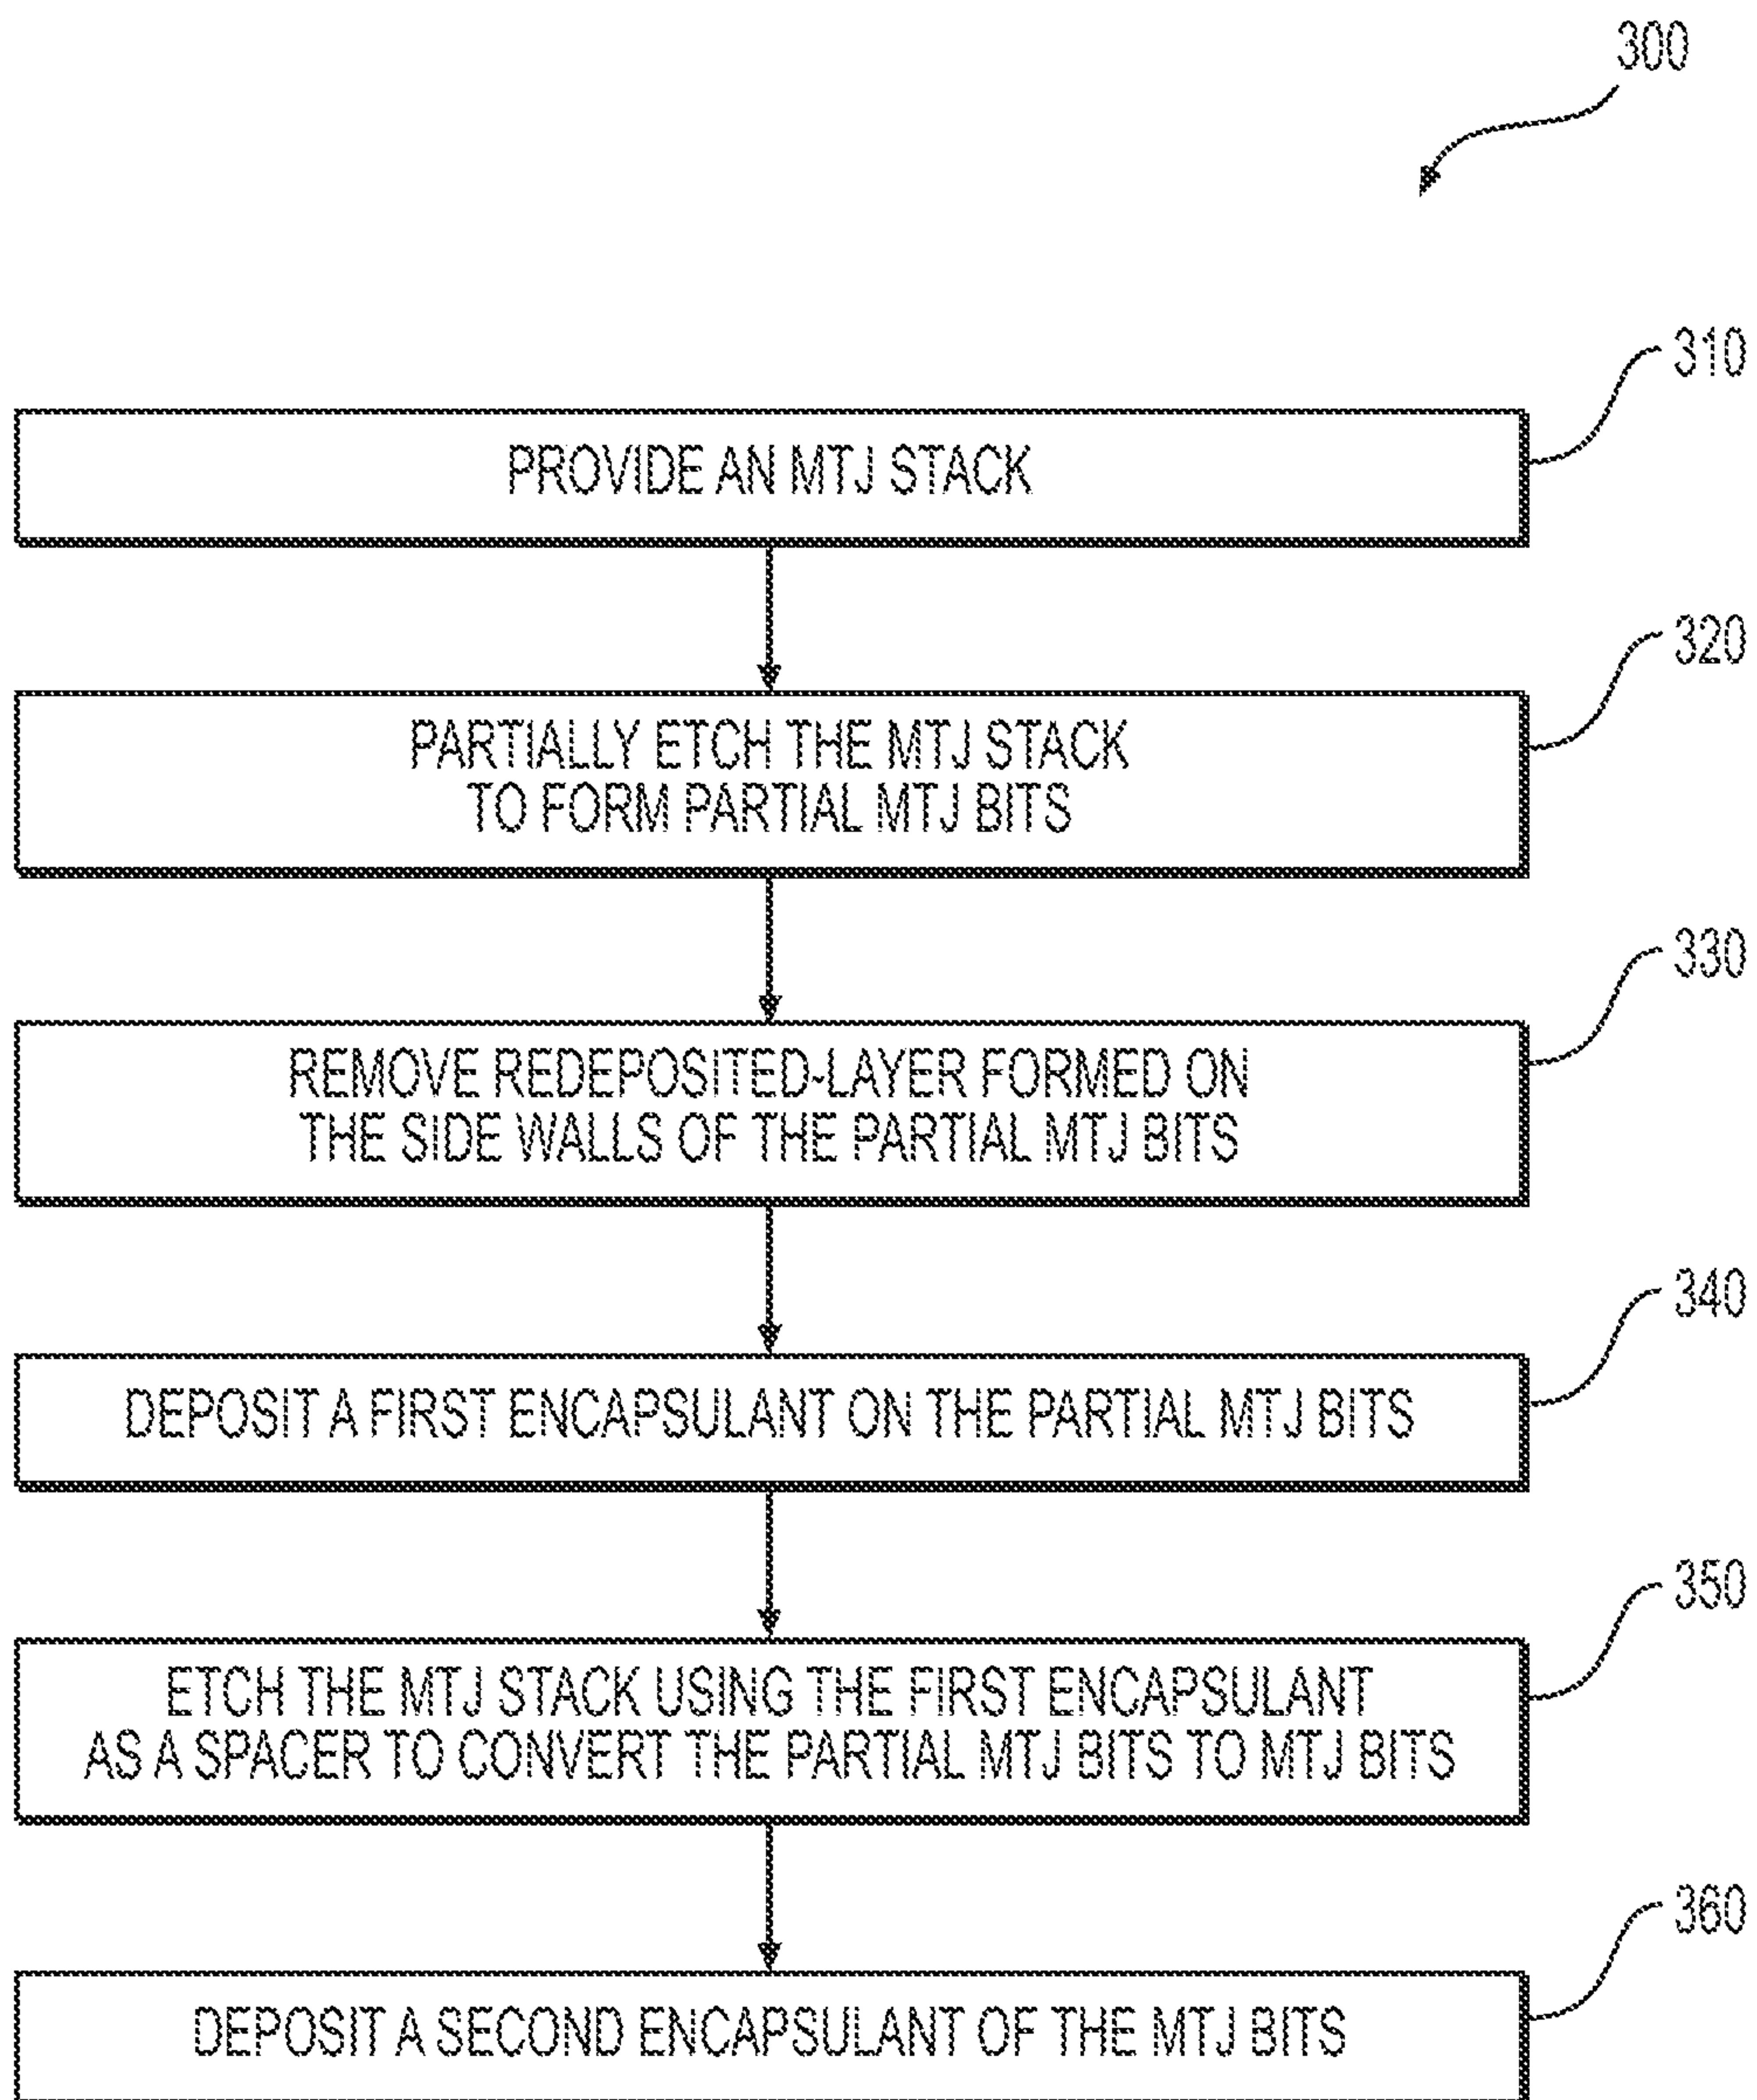 300
310
PROVIDE AN MTJ STACK
320
PARTIALLY ETCH THE MTJ STACK
TO FORM PARTIAL MTJ BITS
330
REMOVE REDEPOSITED-LAYER FORMED ON
THE SIDE WALLS OF THE PARTIAL MTJ BITS
340
DEPOSIT A FIRST ENCAPSULANT ON THE PARTIAL MTJ BITS
350
ETCH THE MTJ STACK USING THE FIRST ENCAPSULANT
AS A SPACER TO CONVERT THE PARTIAL MTJ BITS TO MTJ BITS
360
DEPOSIT A SECOND ENCAPSULANT OF THE MTJ BITS